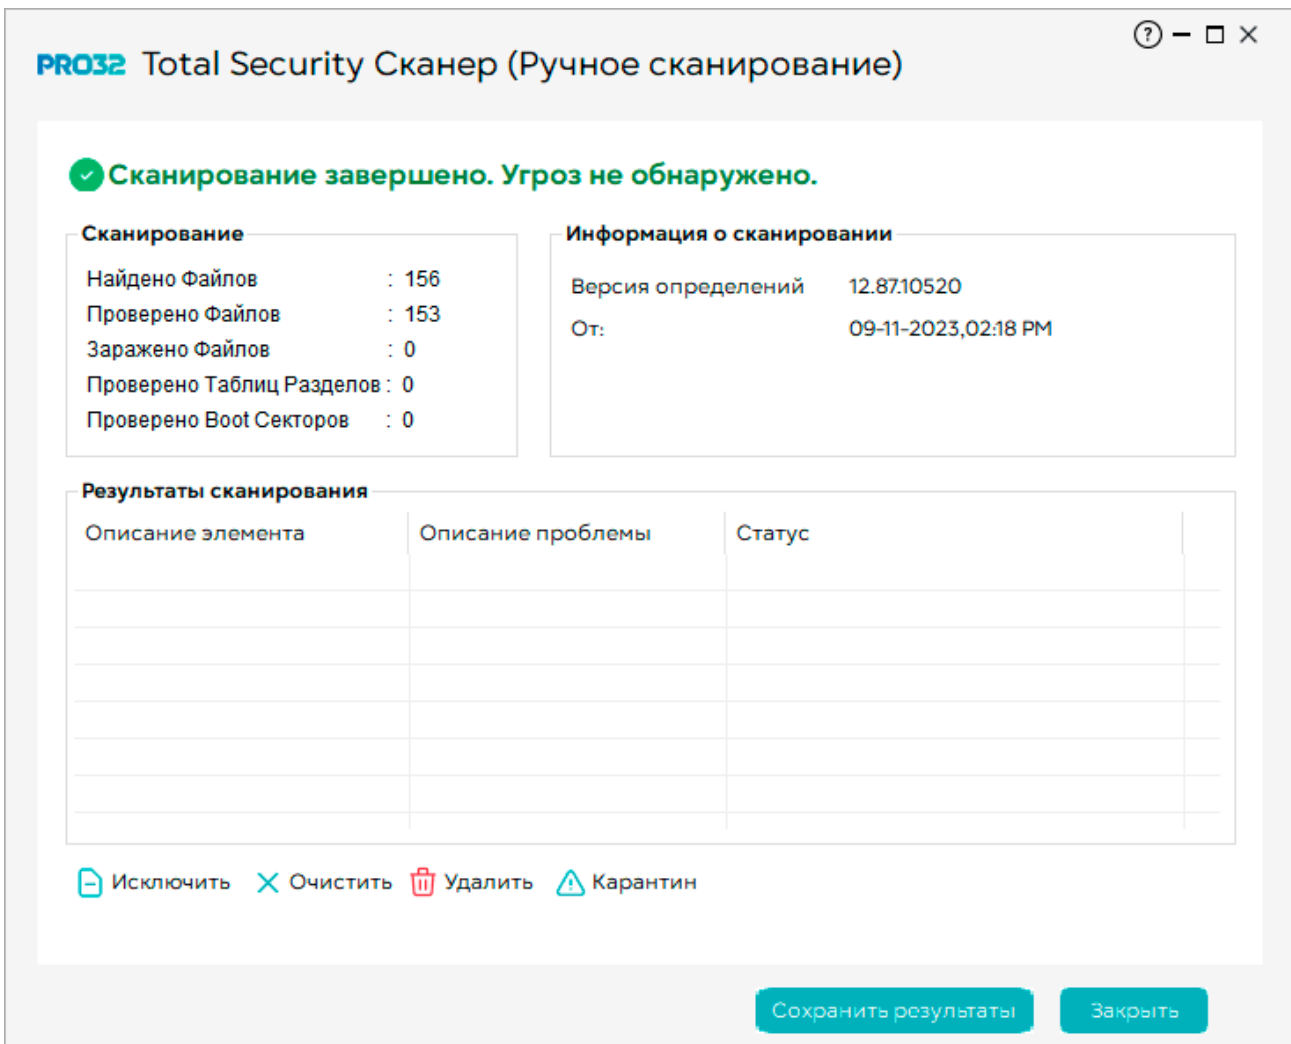 PRO32 Total Security Сканер (Ручное сканирование)
Сканирование завершено. Угроз не обнаружено.
Сканирование
Найдено Файлов : 156
Проверено Файлов : 153
Заражено Файлов : 0
Проверено Таблиц Разделов : 0
Проверено Boot Секторов : 0
Информация о сканировании
Версия определений 12.87.10520
От: 09-11-2023,02:18 PM
Результаты сканирования
Описание элемента Описание проблемы Статус
Исключить Очистить Удалить Карантин
Сохранить результаты Закрыть